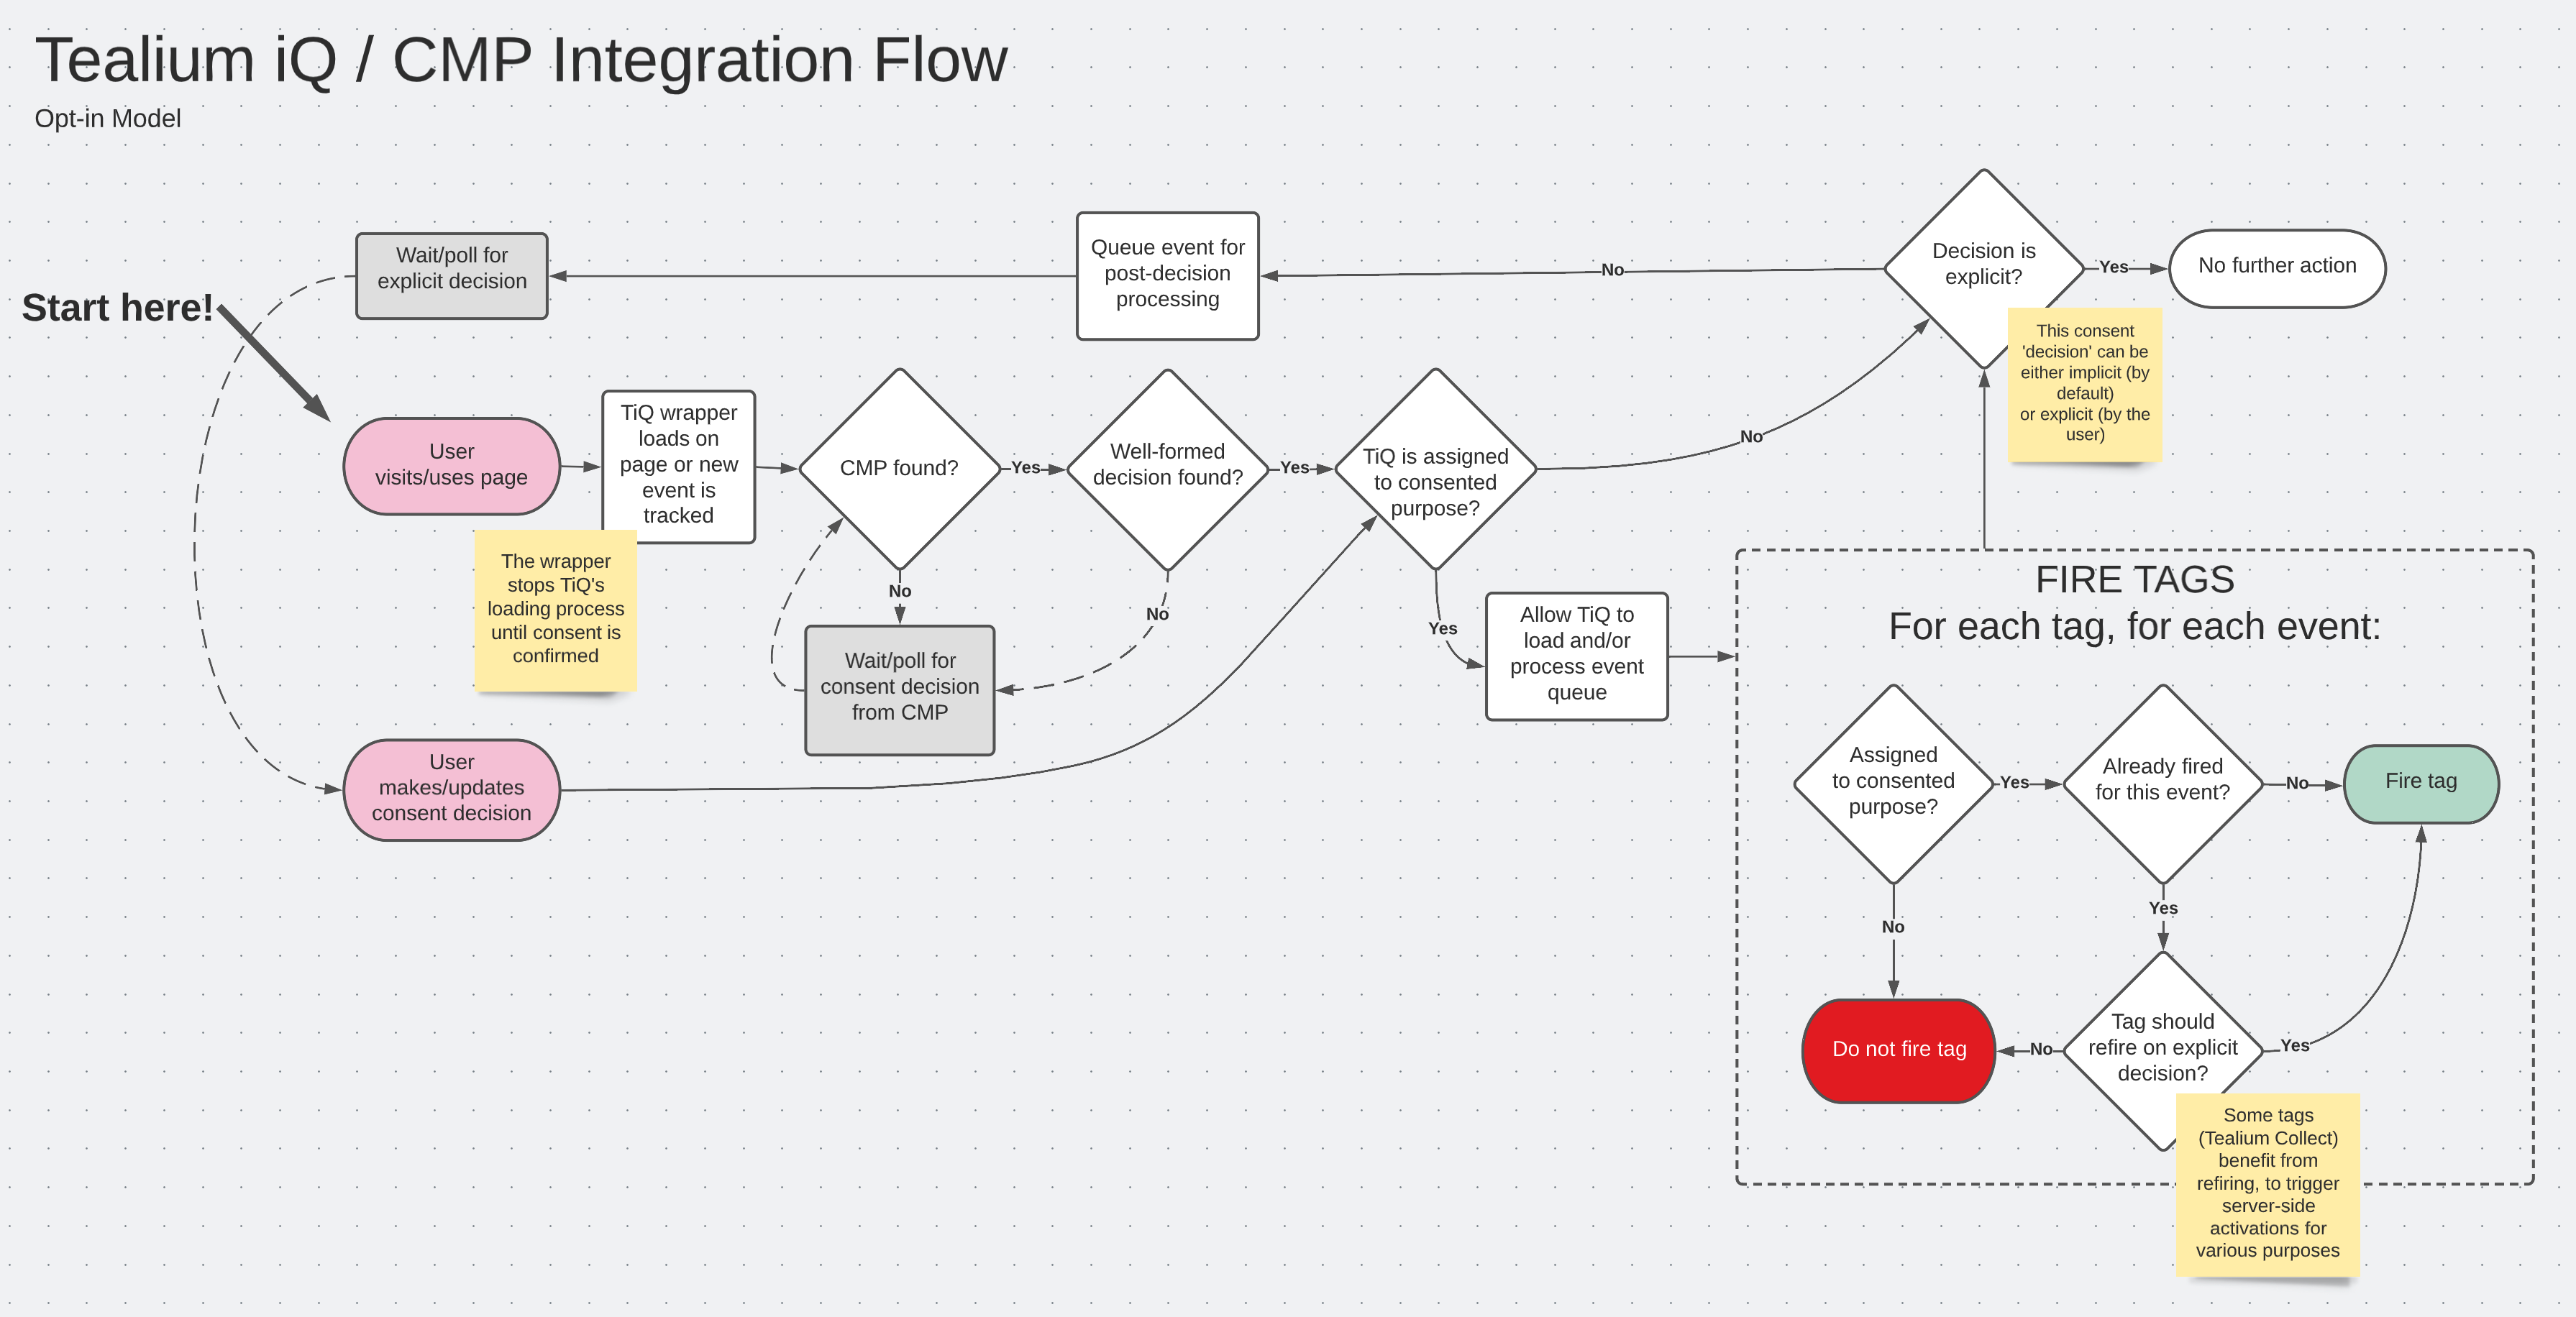 Tealium iQ / CMP Integration Flow
Opt-in Model
Start here!
Wait/poll for
explicit decision
Queue event for
post-decision
processing
No
Decision is
explicit?
Yes
No further action
This consent
'decision' can be
either implicit (by
default)
or explicit (by the
user)
User
visits/uses page
TiQ wrapper
loads on
page or new
event is
tracked
The wrapper
stops TiQ's
loading process
until consent is
confirmed
CMP found?
Yes
Well-formed
decision found?
Yes
TiQ is assigned
to consented
purpose?
No
No
No
Wait/poll for
consent decision
from CMP
Yes
Allow TiQ to
load and/or
process event
queue
User
makes/updates
consent decision
FIRE TAGS
For each tag, for each event:
Assigned
to consented
purpose?
Yes
Already fired
for this event?
No
Fire tag
No
Yes
Do not fire tag
No
Tag should
refire on explicit
decision?
Yes
Some tags
(Tealium Collect)
benefit from
refiring, to trigger
server-side
activations for
various purposes